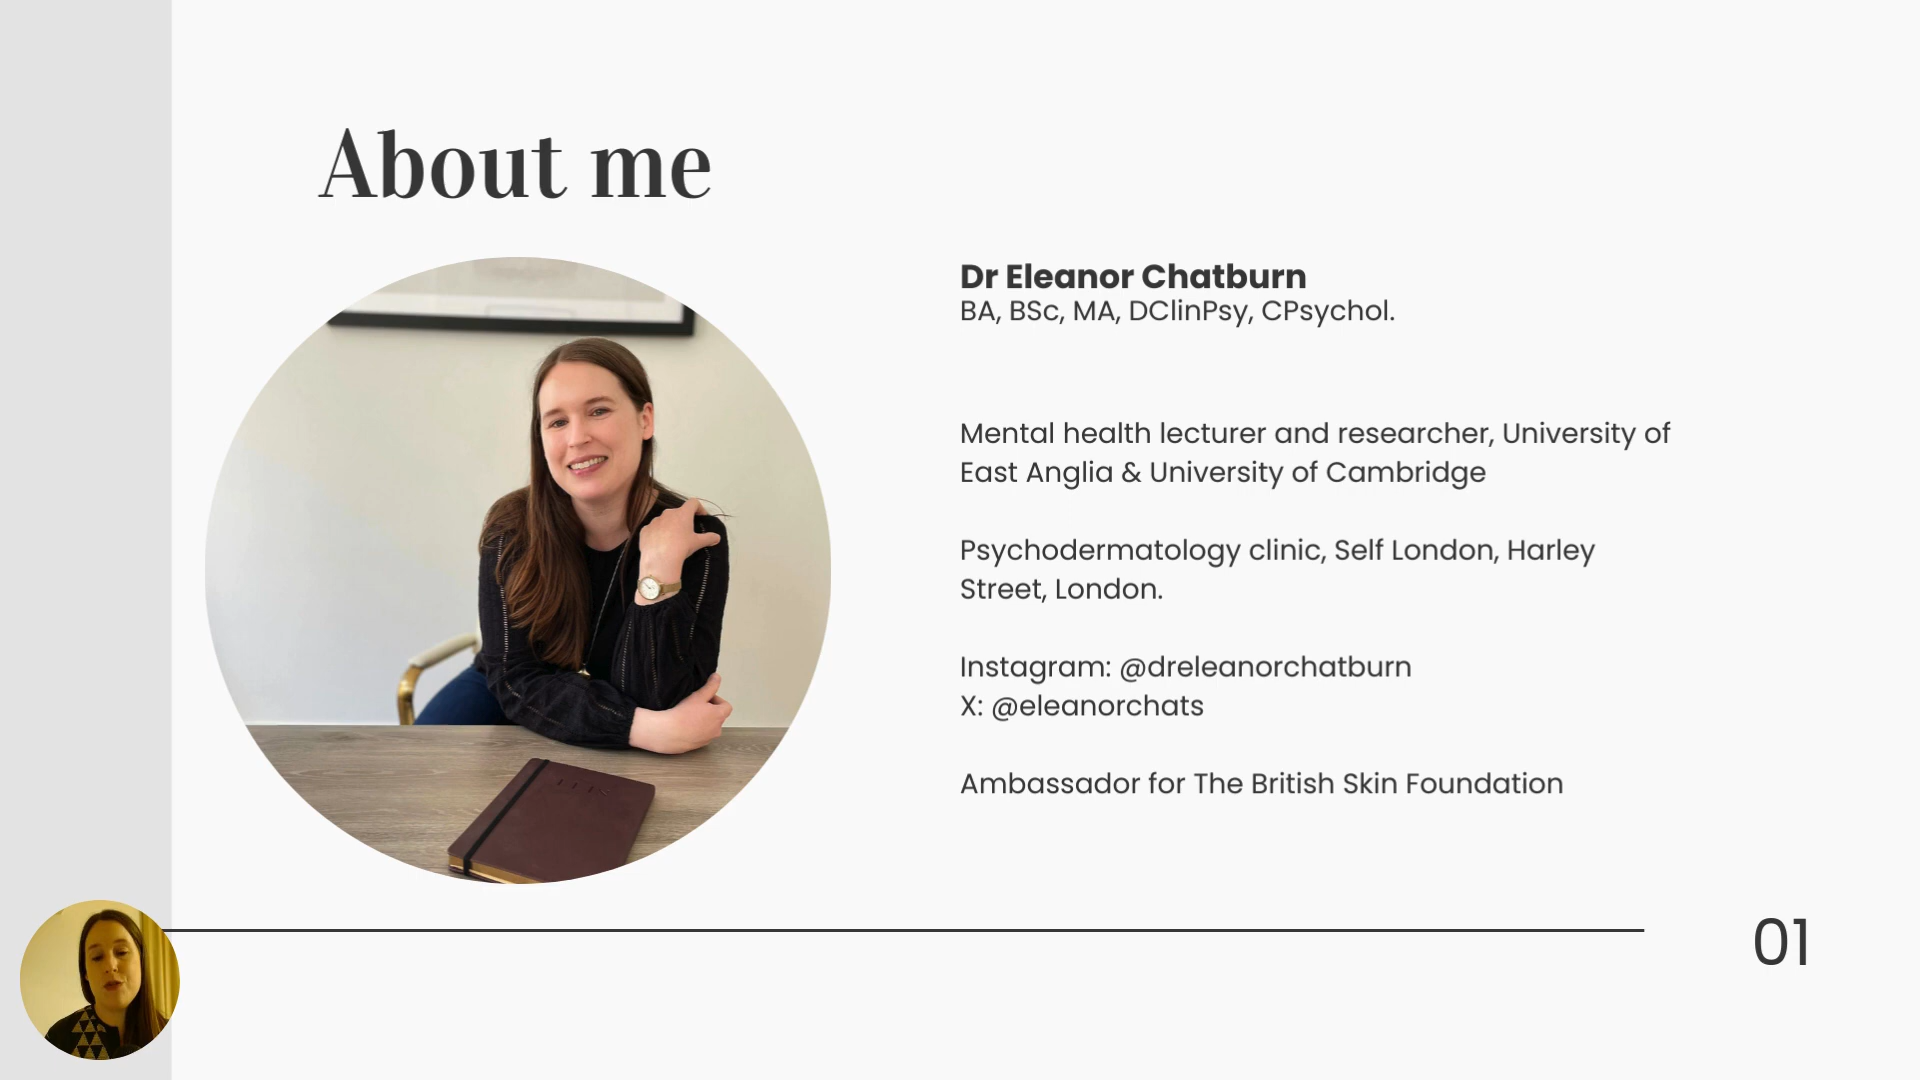 About me
Dr Eleanor Chatburn
BA, BSc, MA, DClinPsy, CPsychol.
Mental health lecturer and researcher, University of
East Anglia & University of Cambridge
Psychodermatology clinic, Self London, Harley
Street, London.
Instagram: @dreleanorchatburn
X: @eleanorchats
Ambassador for The British Skin Foundation
01